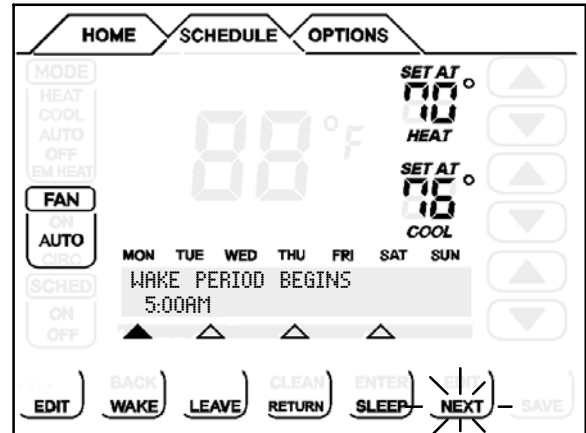 HOME SCHEDULE OPTIONS
MODE
HEAT
COOL
AUTO
OFF
EM HEAT
88°F
SET AT
70°
HEAT
SET AT
76°
COOL
FAN
ON
AUTO
CIRC
SCHED
ON
OFF
MON TUE WED THU FRI SAT SUN
WAKE PERIOD BEGINS
5:00AM
BACK CLEAN ENTER EDIT
EDIT WAKE LEAVE RETURN SLEEP NEXT SAVE